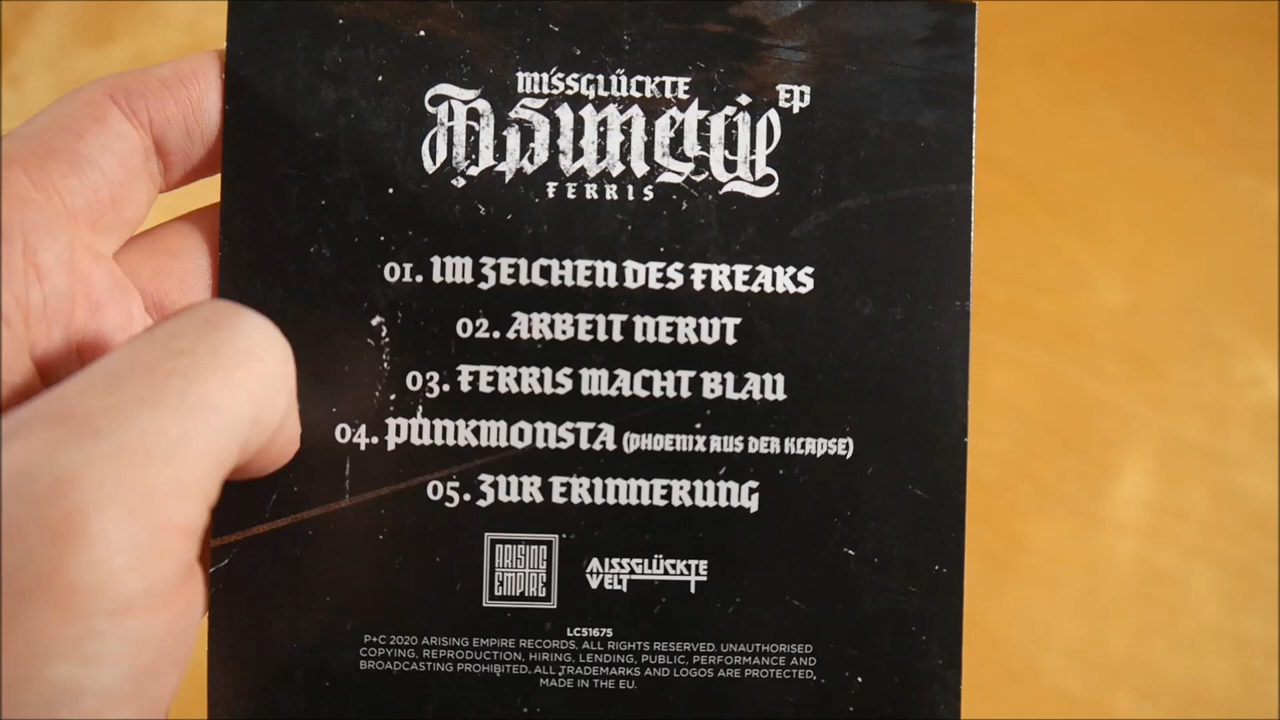 MISSGLÜCKTE
ASIMETRIE EP
FERRIS
01. IM ZEICHEN DES FREAKS
02. ARBEIT NERVT
03. FERRIS MACHT BLAU
04. PUNKMONSTA (PHOENIX AUS DER KLAPSE)
05. ZUR ERINNERUNG
ARISING
EMPIRE
MISSGLÜCKTE
WELT
LC51675
P+C 2020 ARISING EMPIRE RECORDS, ALL RIGHTS RESERVED. UNAUTHORISED
COPYING, REPRODUCTION, HIRING, LENDING, PUBLIC, PERFORMANCE AND
BROADCASTING PROHIBITED. ALL TRADEMARKS AND LOGOS ARE PROTECTED,
MADE IN THE EU.